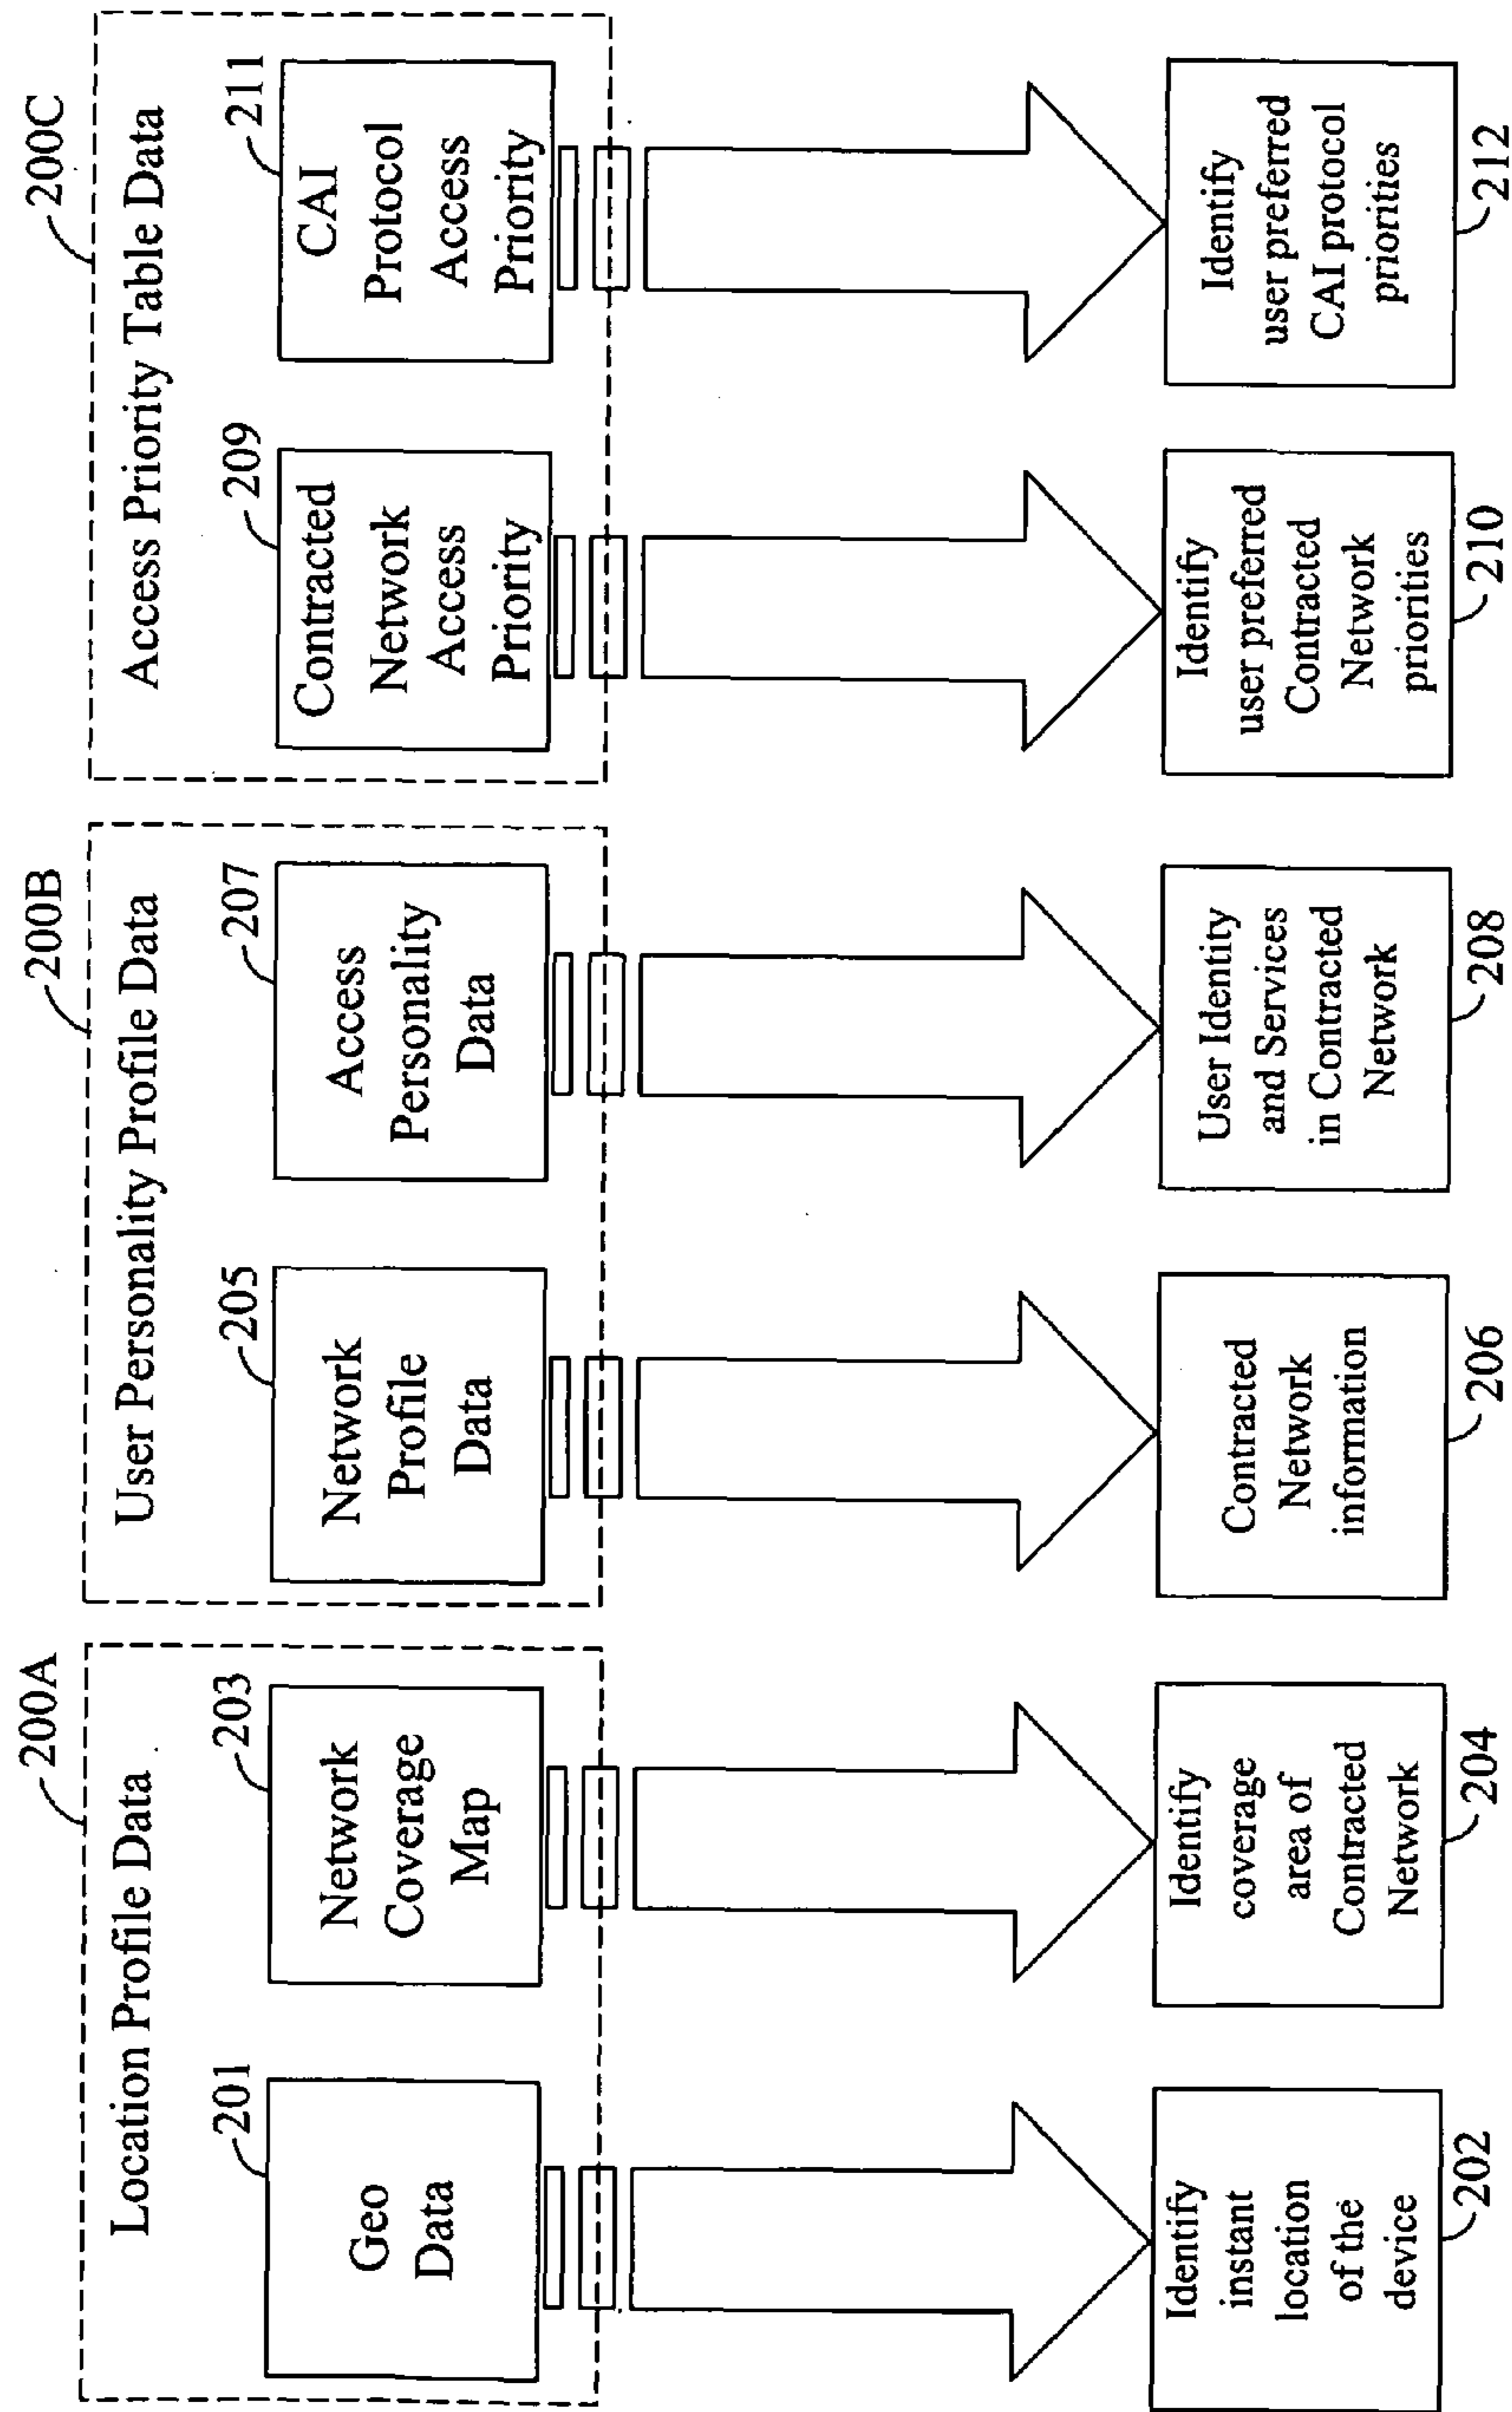 200A
Location Profile Data
201
Geo
Data
203
Network
Coverage
Map
Identify
instant
location
of the
device
202
Identify
coverage
area of
Contracted
Network
204
200B
User Personality Profile Data
205
Network
Profile
Data
207
Access
Personality
Data
Contracted
Network
information
206
User Identity
and Services
in Contracted
Network
208
200C
Access Priority Table Data
209
Contracted
Network
Access
Priority
211
CAI
Protocol
Access
Priority
Identify
user preferred
Contracted
Network
priorities
210
Identify
user preferred
CAI protocol
priorities
212